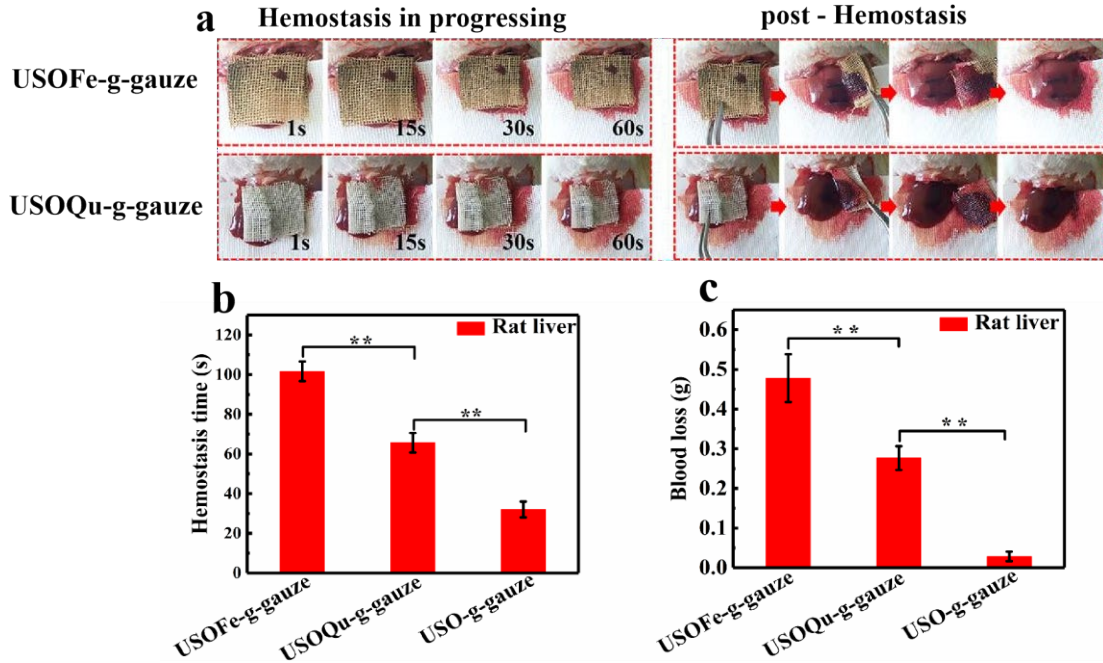 a
Hemostasis in progressing
post - Hemostasis
USOFe-g-gauze
1s
15s
30s
60s
USOQu-g-gauze
1s
15s
30s
60s
b
Rat liver
**
**
Hemostasis time (s)
120
100
80
60
40
20
0
USOFe-g-gauze
USOQu-g-gauze
USO-g-gauze
c
Rat liver
**
**
Blood loss (g)
0.6
0.5
0.4
0.3
0.2
0.1
0.0
USOFe-g-gauze
USOQu-g-gauze
USO-g-gauze